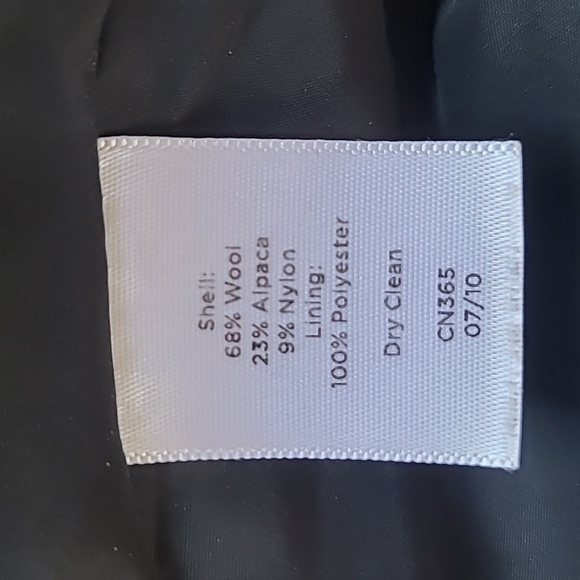 Shell:
68% Wool
23% Alpaca
9% Nylon
Lining:
100% Polyester
Dry Clean
CN365
07/10